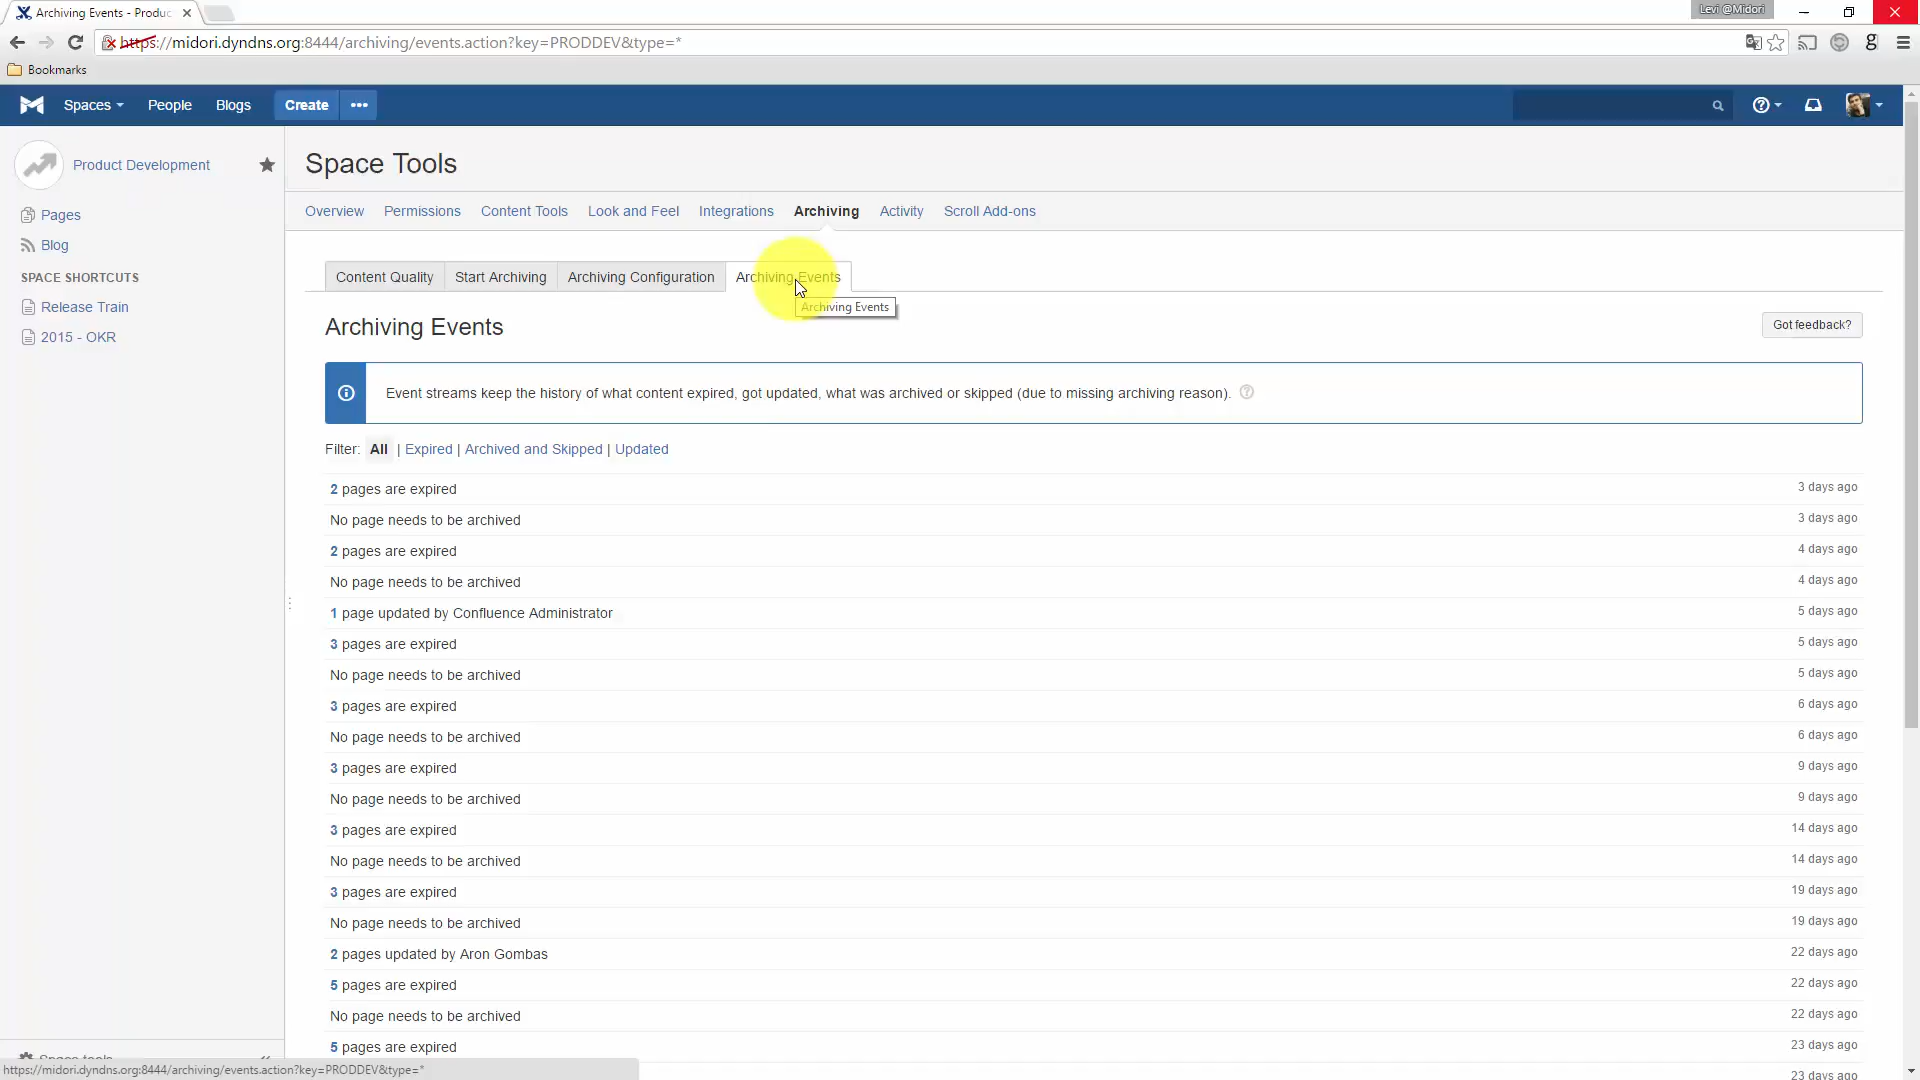 Archiving Events - Produc
Levi @Midori
https://midori.dyndns.org:8444/archiving/events.action?key=PRODDEV&type=*
Bookmarks
Spaces People Blogs Create
Product Development
Space Tools
Overview Permissions Content Tools Look and Feel Integrations Archiving Activity Scroll Add-ons
Pages
Blog
SPACE SHORTCUTS
Release Train
2015 - OKR
Content Quality Start Archiving Archiving Configuration Archiving Events
Archiving Events
Archiving Events
Got feedback?
Event streams keep the history of what content expired, got updated, what was archived or skipped (due to missing archiving reason).
Filter: All | Expired | Archived and Skipped | Updated
2 pages are expired 3 days ago
No page needs to be archived 3 days ago
2 pages are expired 4 days ago
No page needs to be archived 4 days ago
1 page updated by Confluence Administrator 5 days ago
3 pages are expired 5 days ago
No page needs to be archived 5 days ago
3 pages are expired 6 days ago
No page needs to be archived 6 days ago
3 pages are expired 9 days ago
No page needs to be archived 9 days ago
3 pages are expired 14 days ago
No page needs to be archived 14 days ago
3 pages are expired 19 days ago
No page needs to be archived 19 days ago
2 pages updated by Aron Gombas 22 days ago
5 pages are expired 22 days ago
No page needs to be archived 22 days ago
5 pages are expired 23 days ago
23 days ago
Space tools
https://midori.dyndns.org:8444/archiving/events.action?key=PRODDEV&type=*